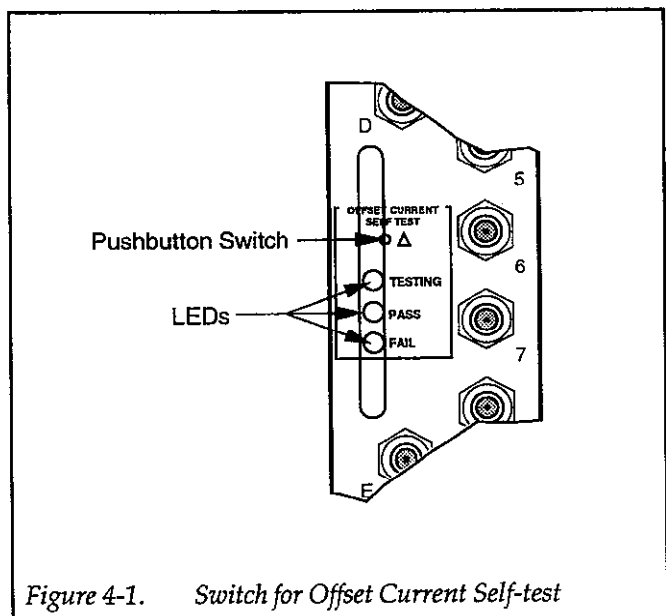 D
5
OFFSET CURRENT
SELF TEST
Pushbutton Switch
6
TESTING
LEDs
PASS
FAIL
7
E
Figure 4-1. Switch for Offset Current Self-test